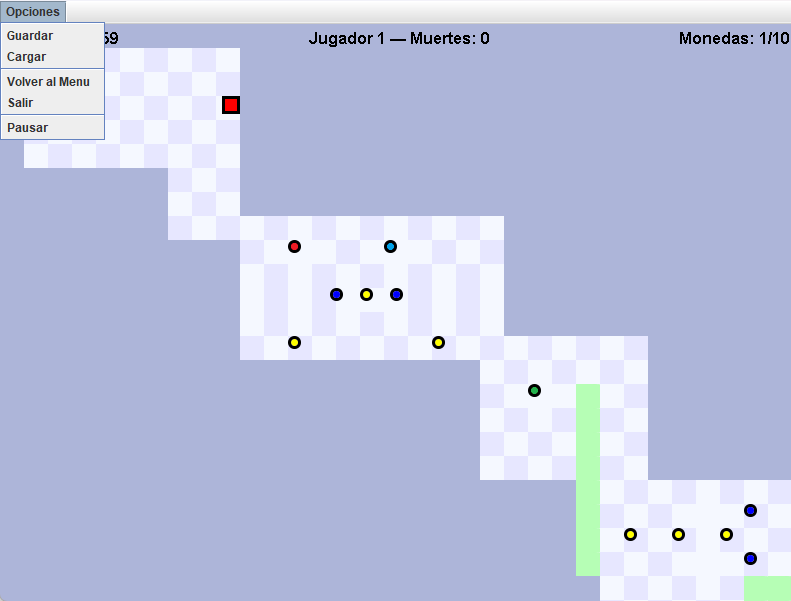 Opciones
59 Jugador 1 — Muertes: 0 Monedas: 1/10
Guardar
Cargar
Volver al Menu
Salir
Pausar